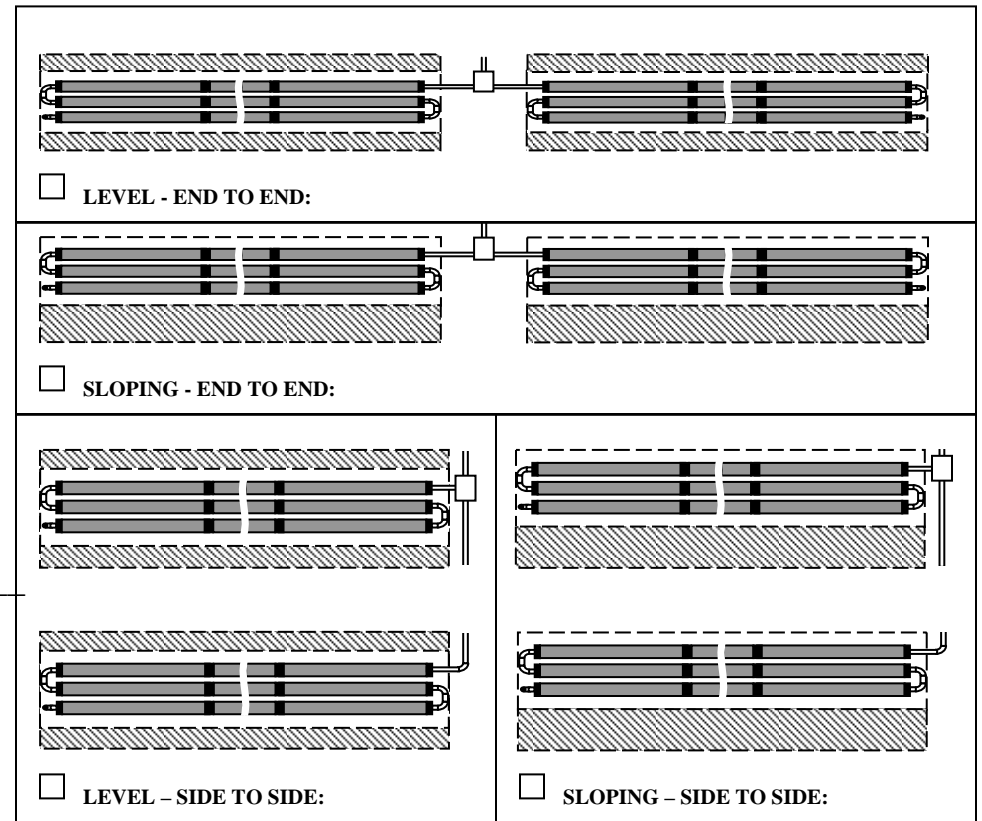 LEVEL - END TO END:
SLOPING - END TO END:
LEVEL – SIDE TO SIDE:
SLOPING – SIDE TO SIDE: